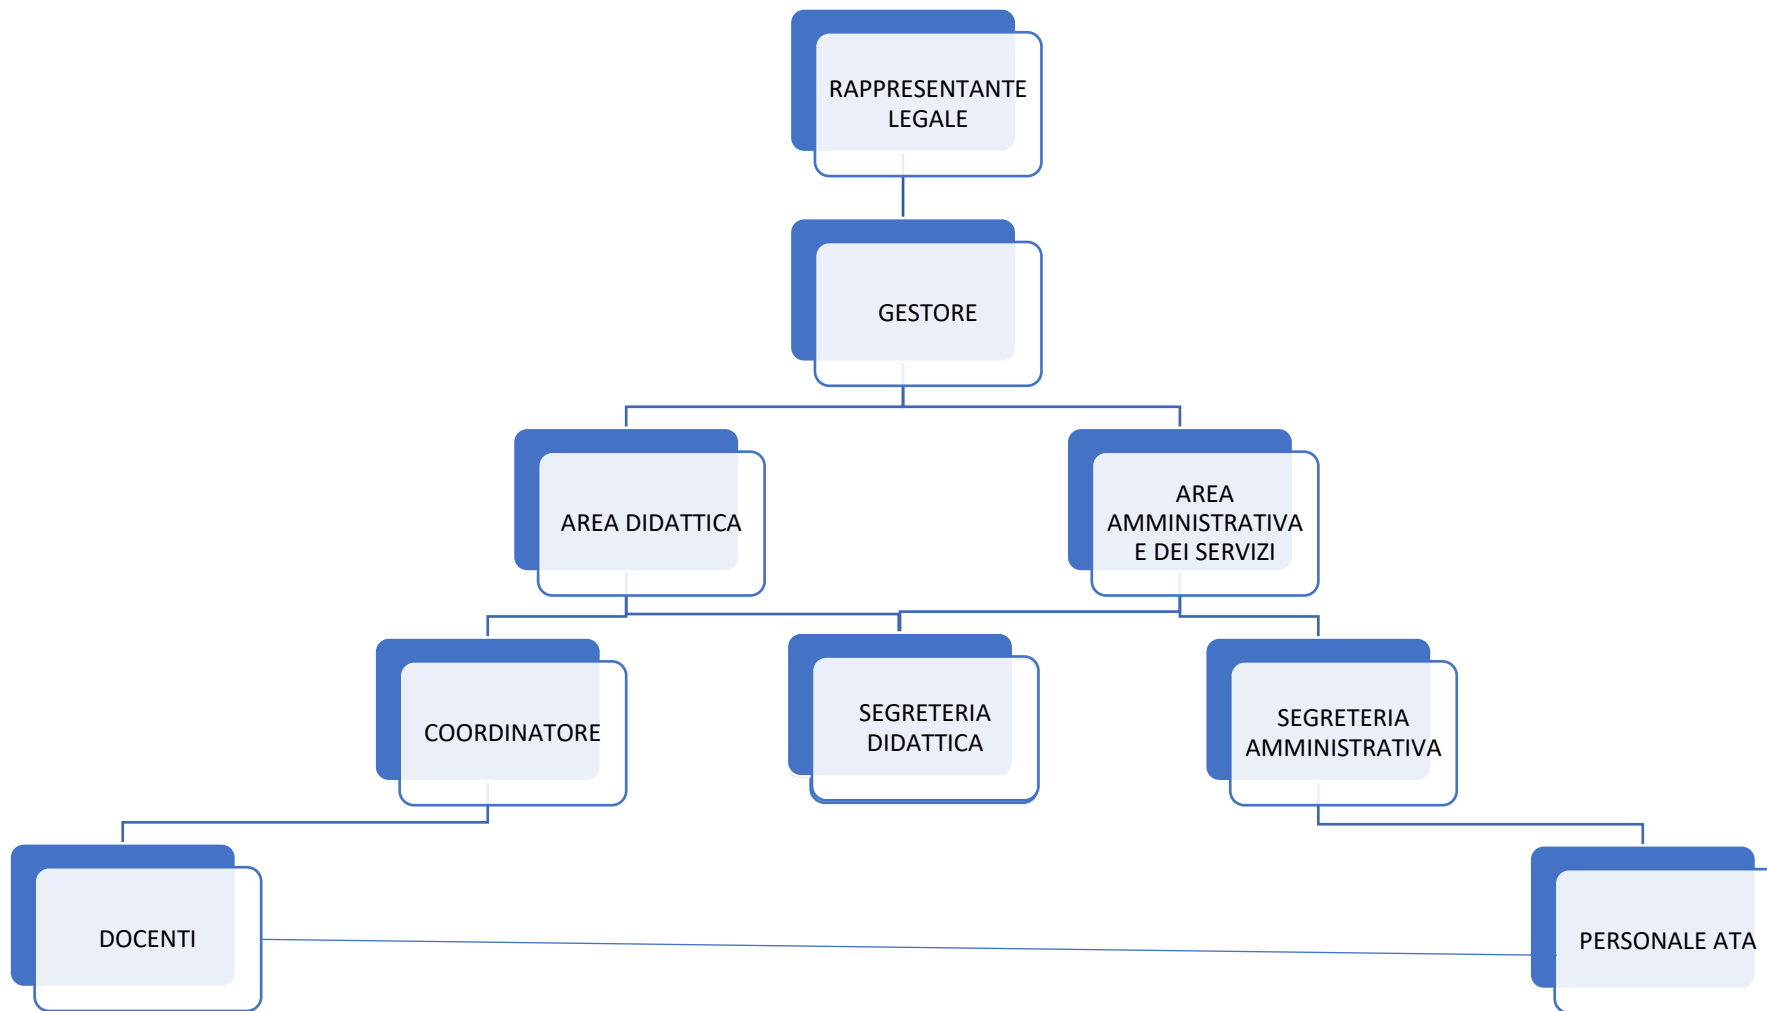 RAPPRESENTANTE
LEGALE
GESTORE
AREA DIDATTICA
AREA
AMMINISTRATIVA
E DEI SERVIZI
COORDINATORE
SEGRETERIA
DIDATTICA
SEGRETERIA
AMMINISTRATIVA
DOCENTI
PERSONALE ATA